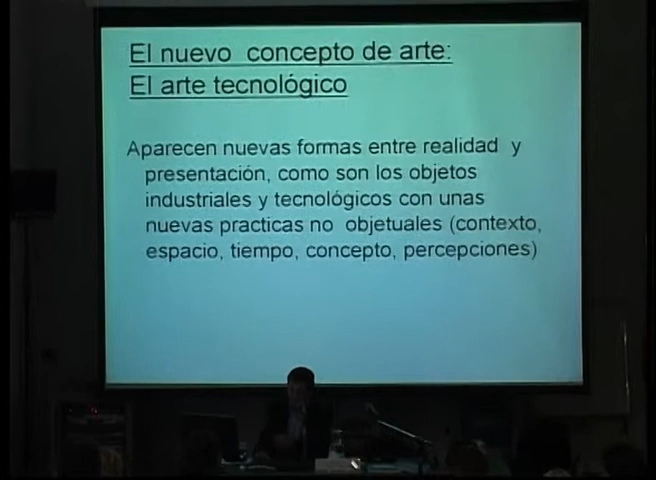 El nuevo concepto de arte:
El arte tecnológico
Aparecen nuevas formas entre realidad y
presentación, como son los objetos
industriales y tecnológicos con unas
nuevas practicas no objetuales (contexto,
espacio, tiempo, concepto, percepciones)